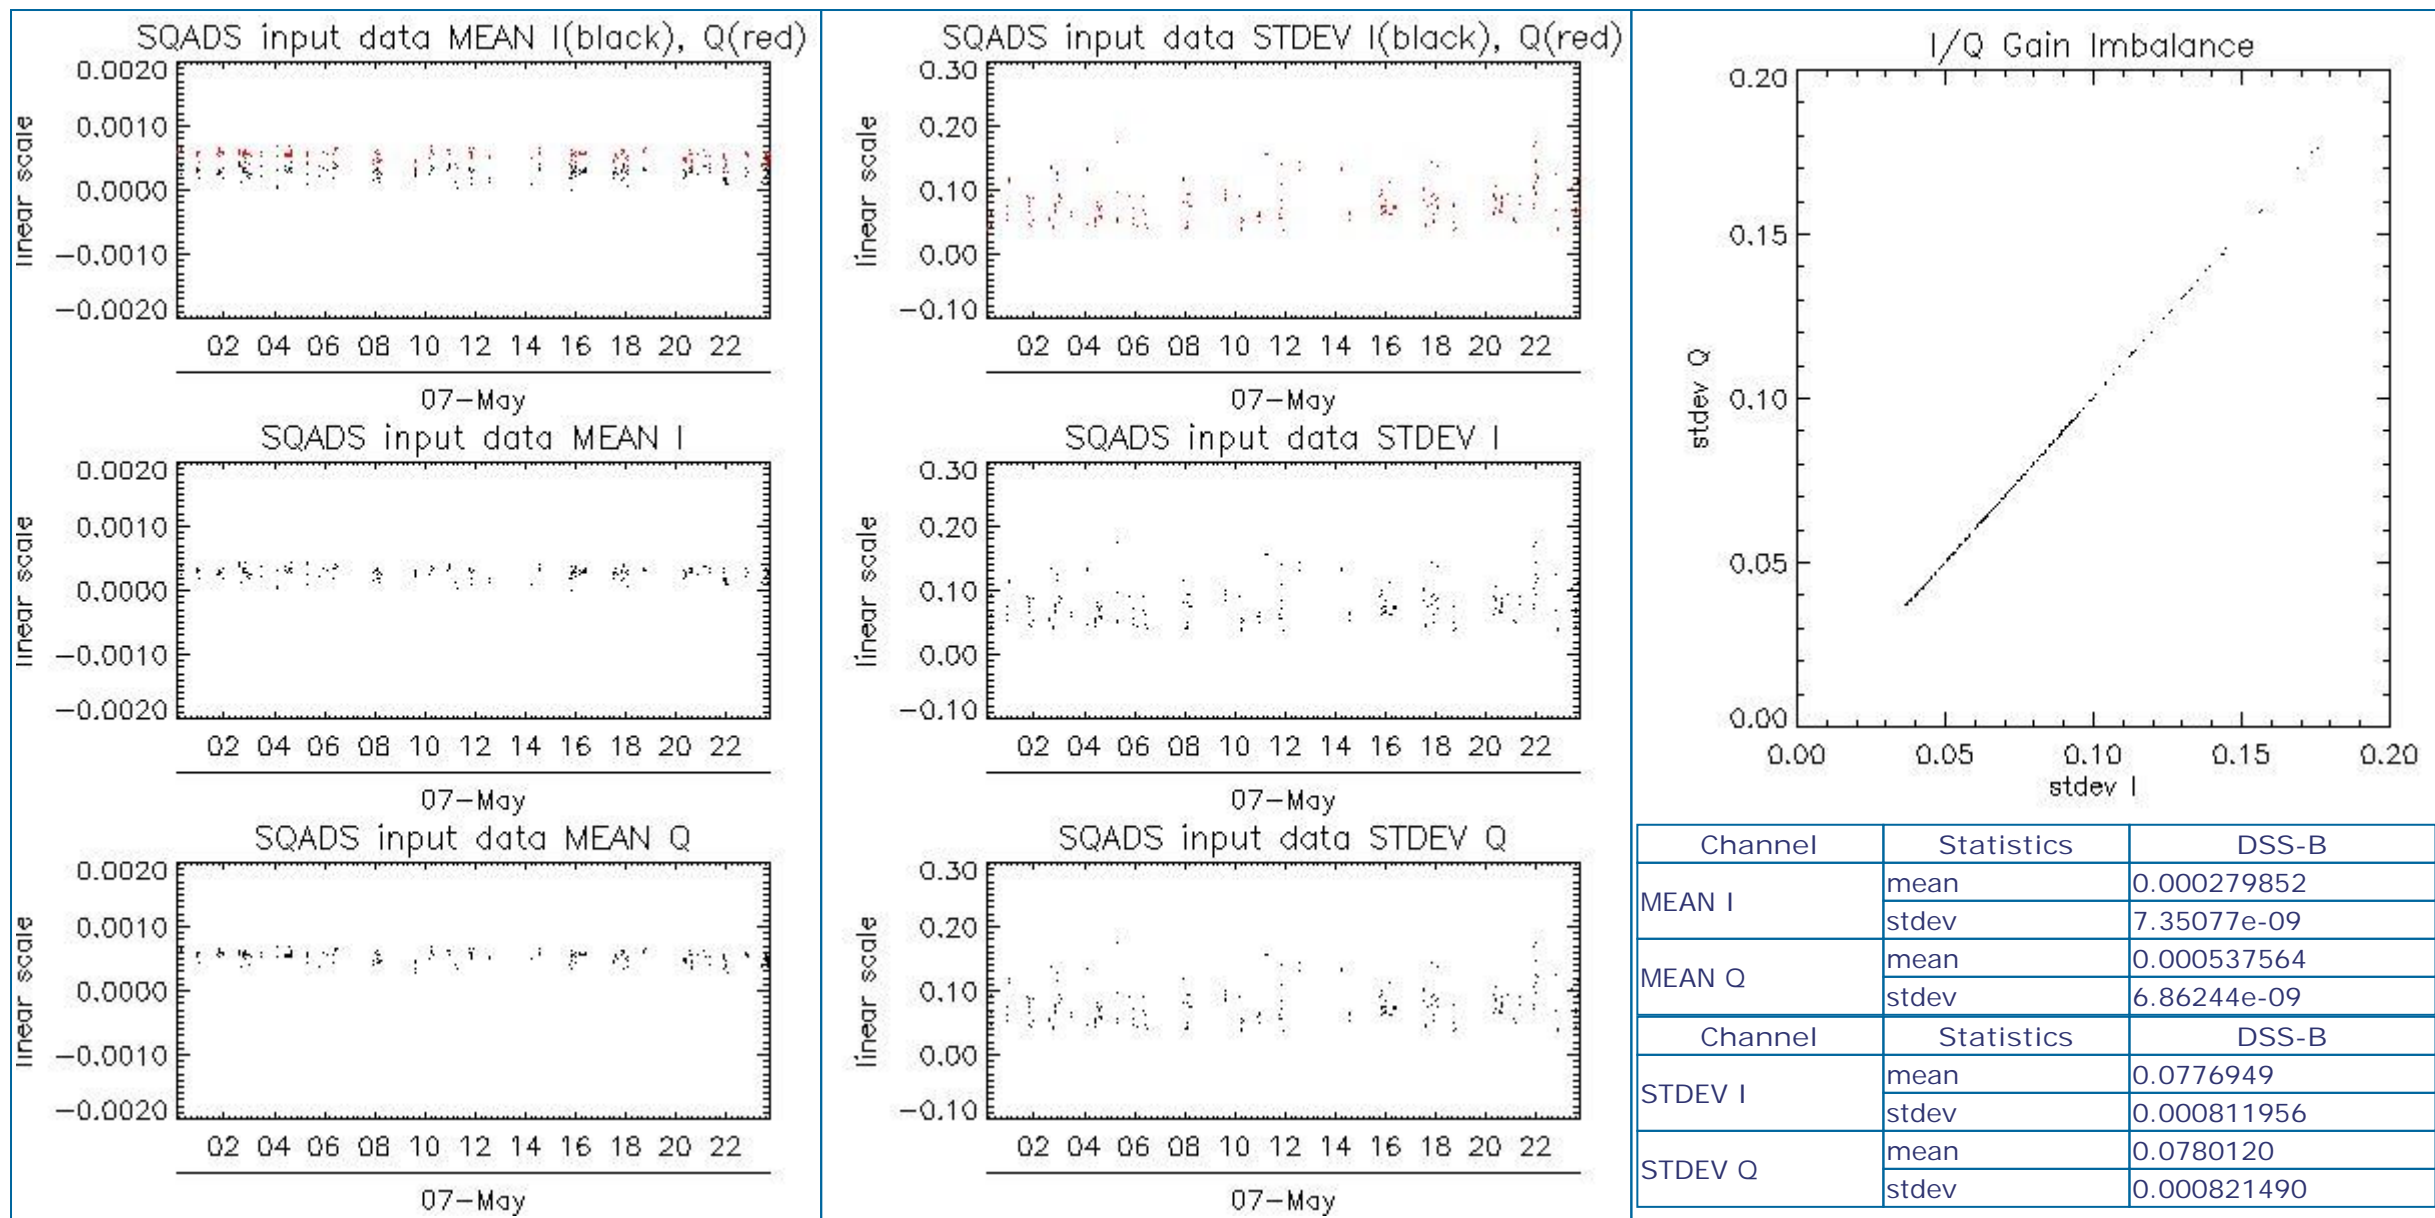 SQADS input data MEAN I(black), Q(red)
linear scale
0.0020
0.0010
0.0000
-0.0010
-0.0020
02 04 06 08 10 12 14 16 18 20 22
07-May
SQADS input data MEAN I
linear scale
0.0020
0.0010
0.0000
-0.0010
-0.0020
02 04 06 08 10 12 14 16 18 20 22
07-May
SQADS input data MEAN Q
linear scale
0.0020
0.0010
0.0000
-0.0010
-0.0020
02 04 06 08 10 12 14 16 18 20 22
07-May
SQADS input data STDEV I(black), Q(red)
linear scale
0.30
0.20
0.10
0.00
-0.10
02 04 06 08 10 12 14 16 18 20 22
07-May
SQADS input data STDEV I
linear scale
0.30
0.20
0.10
0.00
-0.10
02 04 06 08 10 12 14 16 18 20 22
07-May
SQADS input data STDEV Q
linear scale
0.30
0.20
0.10
0.00
-0.10
02 04 06 08 10 12 14 16 18 20 22
07-May
I/Q Gain Imbalance
stdev Q
0.20
0.15
0.10
0.05
0.00
0.00 0.05 0.10 0.15 0.20
stdev I
Channel Statistics DSS-B
MEAN I
mean 0.000279852
stdev 7.35077e-09
MEAN Q
mean 0.000537564
stdev 6.86244e-09
Channel Statistics DSS-B
STDEV I
mean 0.0776949
stdev 0.000811956
STDEV Q
mean 0.0780120
stdev 0.000821490